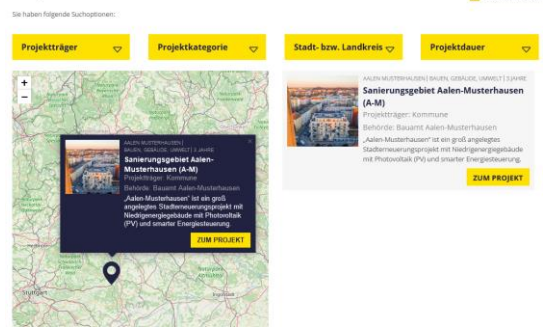 Sie haben folgende Suchoptionen:
Projektträger
Projektkategorie
Stadt- bzw. Landkreis
Projektdauer
+
−
AALEN-MUSTERHAUSEN |
BAUEN, GEBÄUDE, UMWELT | 3 JAHRE
×
Sanierungsgebiet Aalen-
Musterhausen (A-M)
Projektträger: Kommune
Behörde: Bauamt Aalen-Musterhausen
„Aalen-Musterhausen" ist ein groß
angelegtes Stadterneuerungsprojekt mit
Niedrigenergiegebäude mit Photovoltaik
(PV) und smarter Energiesteuerung.
ZUM PROJEKT
Stuttgart
Ingolstadt
AALEN-MUSTERHAUSEN | BAUEN, GEBÄUDE, UMWELT | 3 JAHRE
Sanierungsgebiet Aalen-Musterhausen
(A-M)
Projektträger: Kommune
Behörde: Bauamt Aalen-Musterhausen
„Aalen-Musterhausen" ist ein groß angelegtes
Stadterneuerungsprojekt mit Niedrigenergiegebäude
mit Photovoltaik (PV) und smarter Energiesteuerung.
ZUM PROJEKT